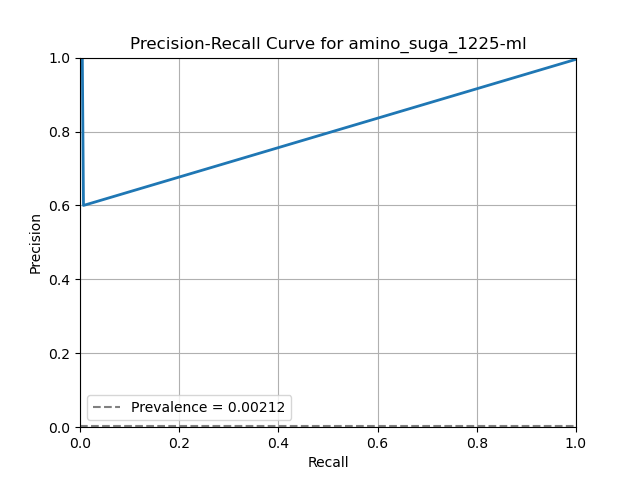 Precision-Recall Curve for amino_suga_1225-ml
1.0
0.8
0.6
0.4
0.2
0.0
Precision
Prevalence = 0.00212
0.0 0.2 0.4 0.6 0.8 1.0
Recall